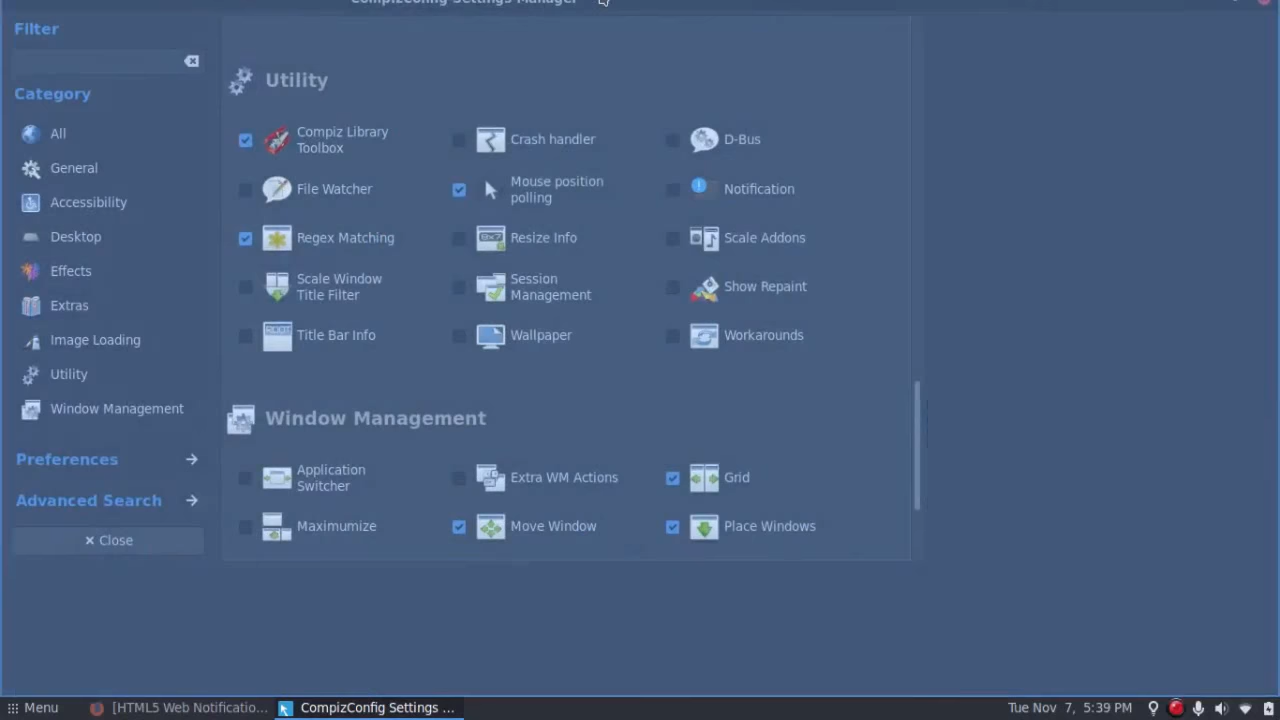 CompizConfig Settings Manager
Filter
Category
All
General
Accessibility
Desktop
Effects
Extras
Image Loading
Utility
Window Management
Preferences
Advanced Search
Close
Utility
Compiz Library
Toolbox
Crash handler
D-Bus
File Watcher
Mouse position
polling
Notification
Regex Matching
Resize Info
Scale Addons
Scale Window
Title Filter
Session
Management
Show Repaint
Title Bar Info
Wallpaper
Workarounds
Window Management
Application
Switcher
Extra WM Actions
Grid
Maximumize
Move Window
Place Windows
Menu
[HTML5 Web Notificatio...
CompizConfig Settings ...
Tue Nov 7, 5:39 PM